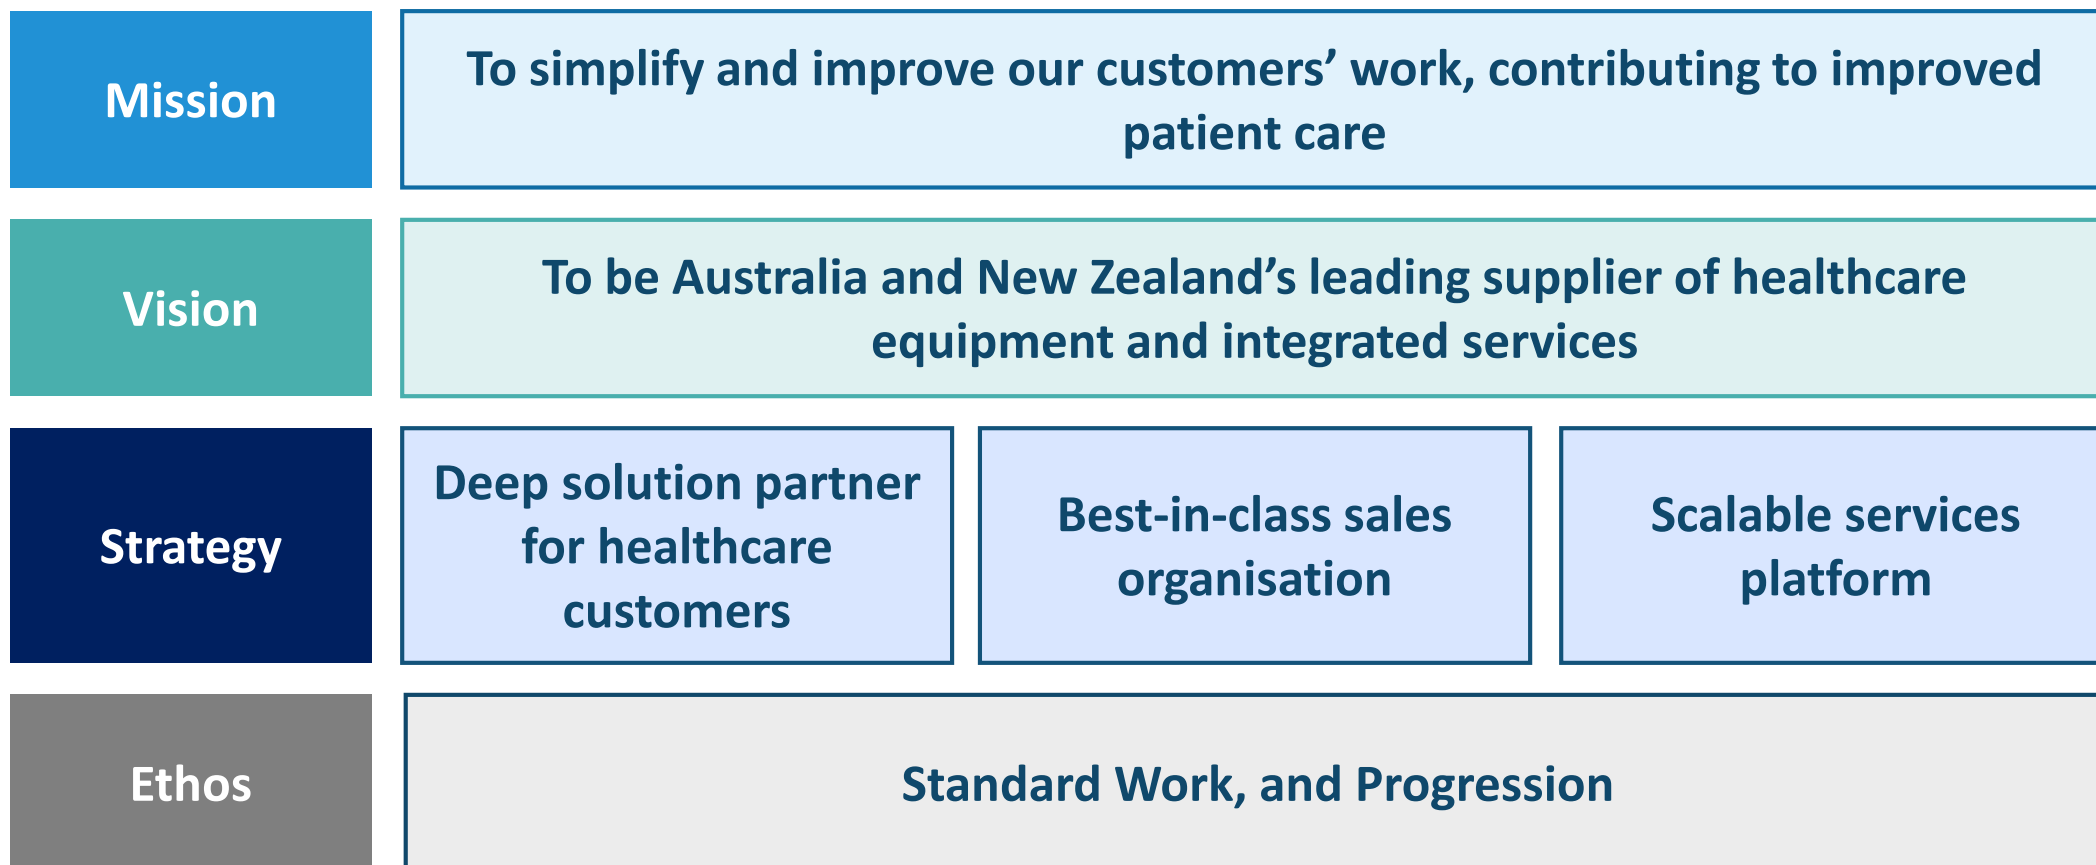 Mission
To simplify and improve our customers’ work, contributing to improved
patient care
Vision
To be Australia and New Zealand’s leading supplier of healthcare
equipment and integrated services
Strategy
Deep solution partner
for healthcare
customers
Best-in-class sales
organisation
Scalable services
platform
Ethos
Standard Work, and Progression